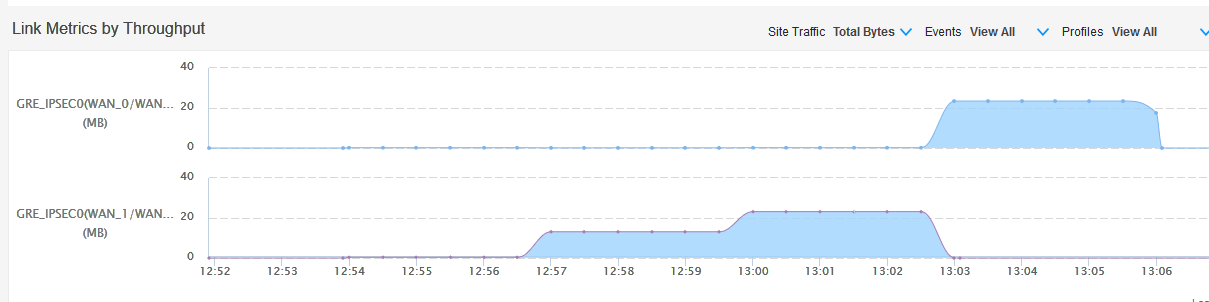 Link Metrics by Throughput
Site Traffic Total Bytes Events View All Profiles View All
40
GRE_IPSEC0(WAN_0/WAN...
(MB)
20
0
40
GRE_IPSEC0(WAN_1/WAN...
(MB)
20
0
12:52 12:53 12:54 12:55 12:56 12:57 12:58 12:59 13:00 13:01 13:02 13:03 13:04 13:05 13:06